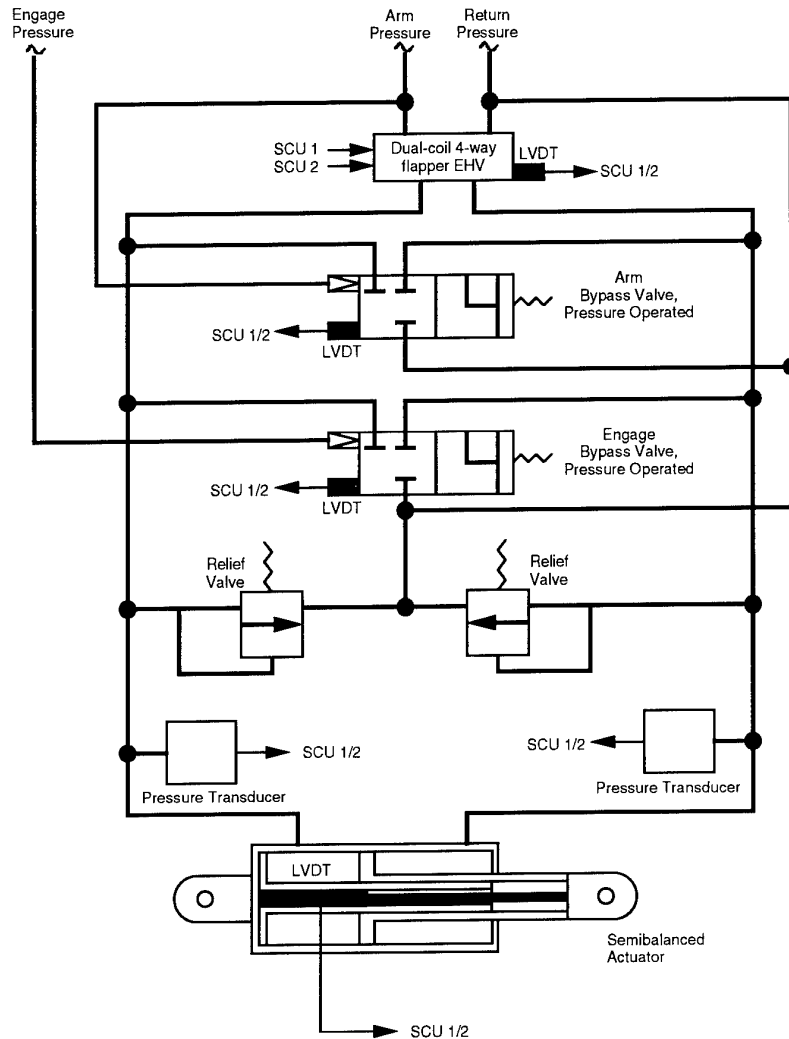 Engage
Pressure
Arm
Pressure
Return
Pressure
SCU 1
SCU 2
Dual-coil 4-way
flapper EHV
LVDT
SCU 1/2
Arm
Bypass Valve,
Pressure Operated
SCU 1/2
LVDT
Engage
Bypass Valve,
Pressure Operated
SCU 1/2
LVDT
Relief
Valve
Relief
Valve
SCU 1/2
Pressure Transducer
SCU 1/2
Pressure Transducer
LVDT
Semibalanced
Actuator
SCU 1/2